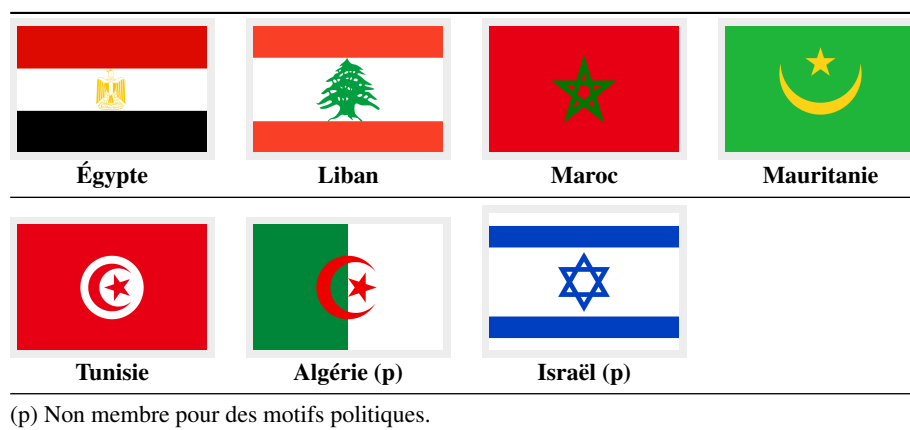 Égypte Liban Maroc Mauritanie
Tunisie Algérie (p) Israël (p)
(p) Non membre pour des motifs politiques.